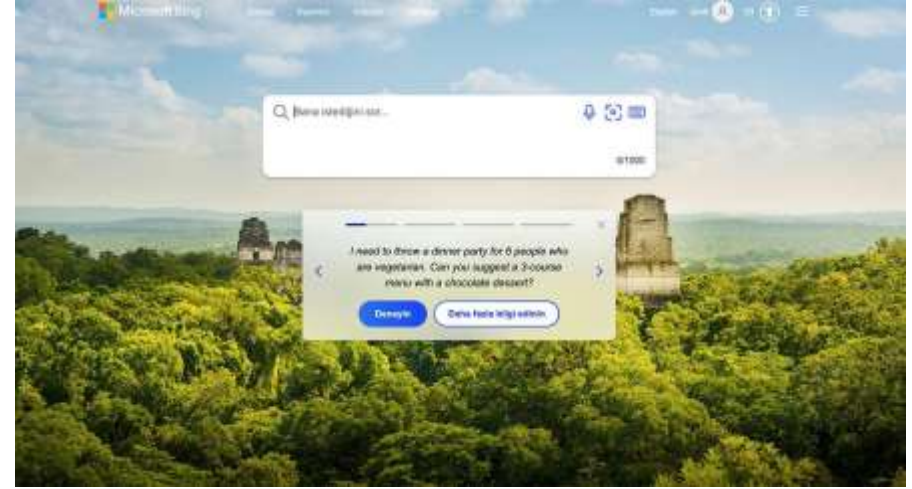 Microsoft Bing
Bana istediğini sor...
0/1000
I need to throw a dinner party for 6 people who
are vegetarian. Can you suggest a 3-course
menu with a chocolate dessert?
Deneyin
Daha fazla bilgi edinin